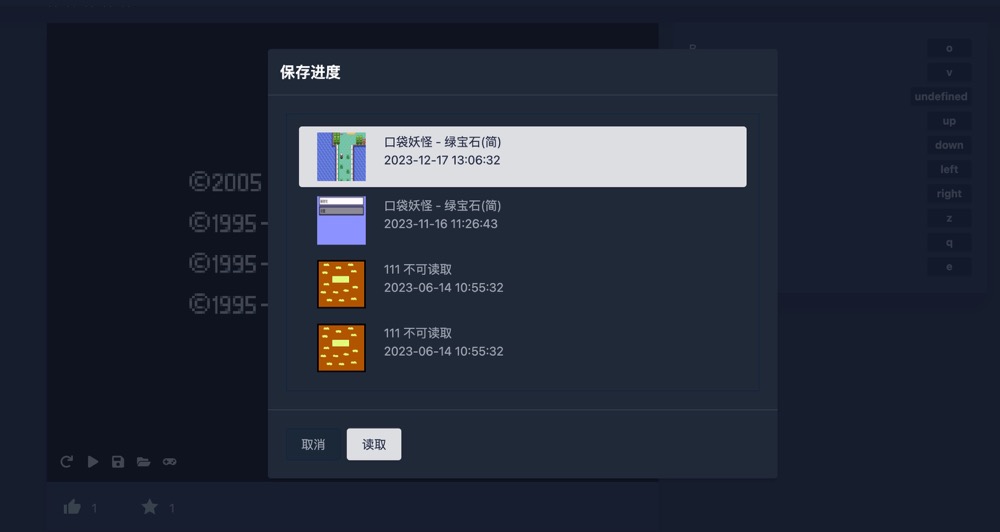 保存进度
口袋妖怪 - 绿宝石(简)
2023-12-17 13:06:32
口袋妖怪 - 绿宝石(简)
2023-11-16 11:26:43
111 不可读取
2023-06-14 10:55:32
111 不可读取
2023-06-14 10:55:32
取消
读取
©2005
©1995-
©1995-
©1995-
1
1
o
v
undefined
up
down
left
right
z
q
e